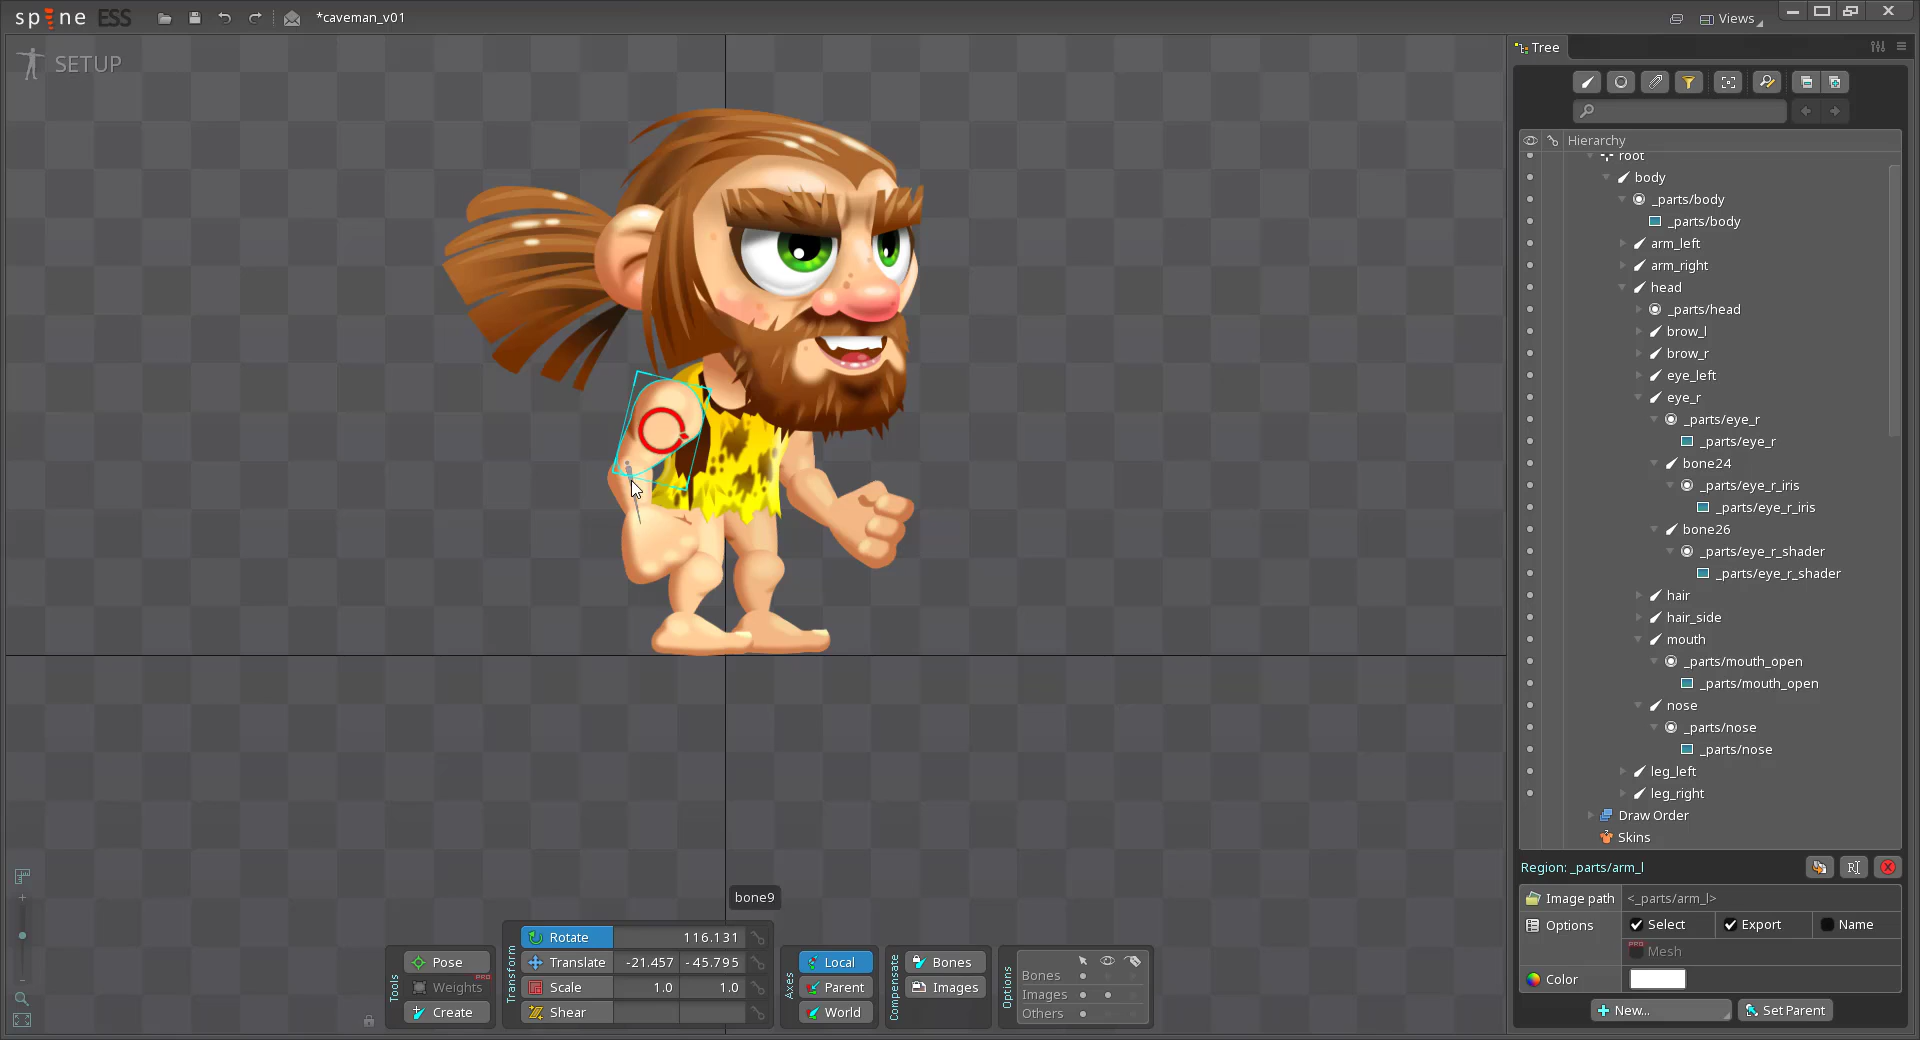 spine ESS
*caveman_v01
Views
SETUP
Tree
Hierarchy
root
body
_parts/body
_parts/body
arm_left
arm_right
head
_parts/head
brow_l
brow_r
eye_left
eye_r
_parts/eye_r
_parts/eye_r
bone24
_parts/eye_r_iris
_parts/eye_r_iris
bone26
_parts/eye_r_shader
_parts/eye_r_shader
hair
hair_side
mouth
_parts/mouth_open
_parts/mouth_open
nose
_parts/nose
_parts/nose
leg_left
leg_right
Draw Order
Skins
Region: _parts/arm_l
Image path <_parts/arm_l>
Options Select Export Name
PRO Mesh
Color
New... Set Parent
bone9
Tools
Pose
Weights PRO
Create
Transform
Rotate 116.131
Translate -21.457 -45.795
Scale 1.0 1.0
Shear
Axes
Local
Parent
World
Compensate
Bones
Images
Options
Bones
Images
Others